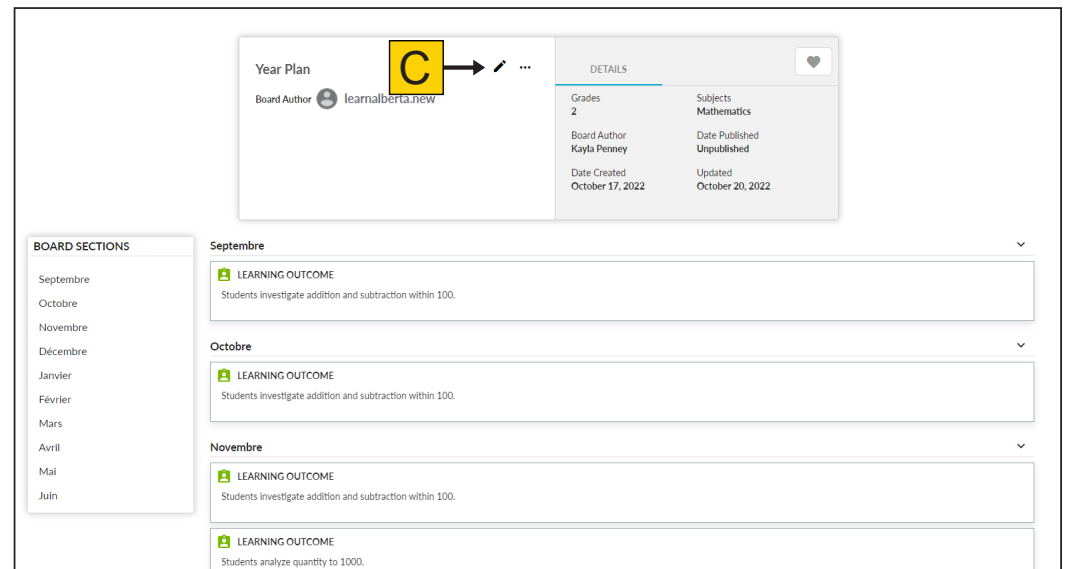 Year Plan
C
...
Board Author learnalberta.new
DETAILS
Grades
2
Subjects
Mathematics
Board Author
Kayla Penney
Date Published
Unpublished
Date Created
October 17, 2022
Updated
October 20, 2022
BOARD SECTIONS
Septembre
Octobre
Novembre
Décembre
Janvier
Février
Mars
Avril
Mai
Juin
Septembre
LEARNING OUTCOME
Students investigate addition and subtraction within 100.
Octobre
LEARNING OUTCOME
Students investigate addition and subtraction within 100.
Novembre
LEARNING OUTCOME
Students investigate addition and subtraction within 100.
LEARNING OUTCOME
Students analyze quantity to 1000.